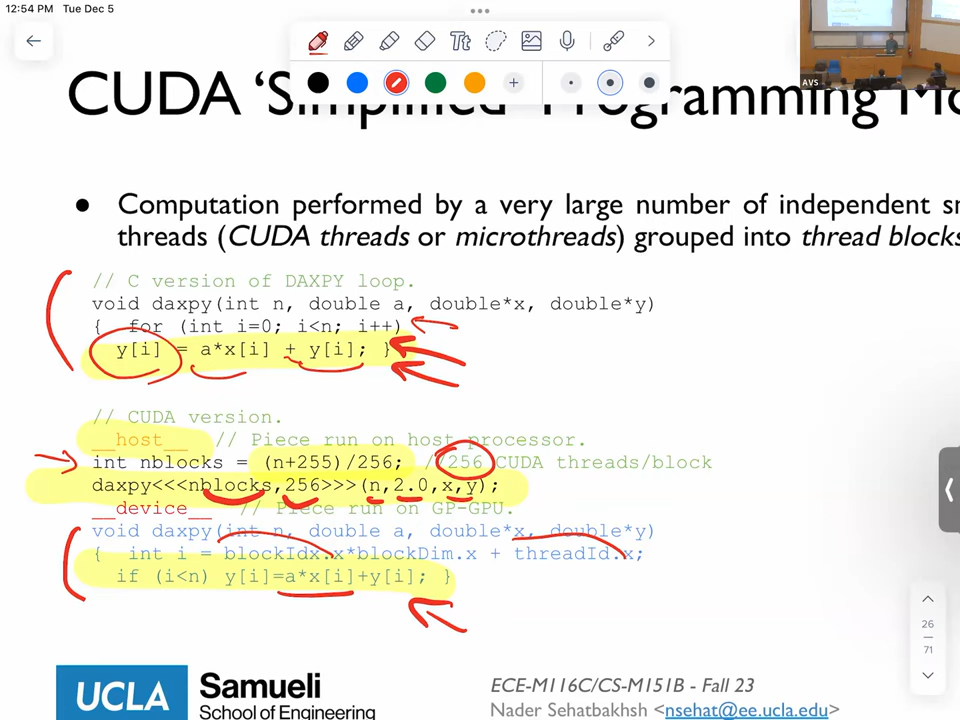 12:54 PM Tue Dec 5
Tt
AVS
CUDA ‘Simplified’ Programming Mo
● Computation performed by a very large number of independent sm
threads (CUDA threads or microthreads) grouped into thread blocks
// C version of DAXPY loop.
void daxpy(int n, double a, double*x, double*y)
{ for (int i=0; i<n; i++)
y[i] = a*x[i] + y[i]; }
// CUDA version.
__host__ // Piece run on host processor.
int nblocks = (n+255)/256; //256 CUDA threads/block
daxpy<<<nblocks,256>>>(n,2.0,x,y);
__device__ // Piece run on GP-GPU.
void daxpy(int n, double a, double*x, double*y)
{ int i = blockIdx.x*blockDim.x + threadId.x;
if (i<n) y[i]=a*x[i]+y[i]; }
26
71
UCLA Samueli
School of Engineering
ECE-M116C/CS-M151B - Fall 23
Nader Sehatbakhsh <nsehat@ee.ucla.edu>